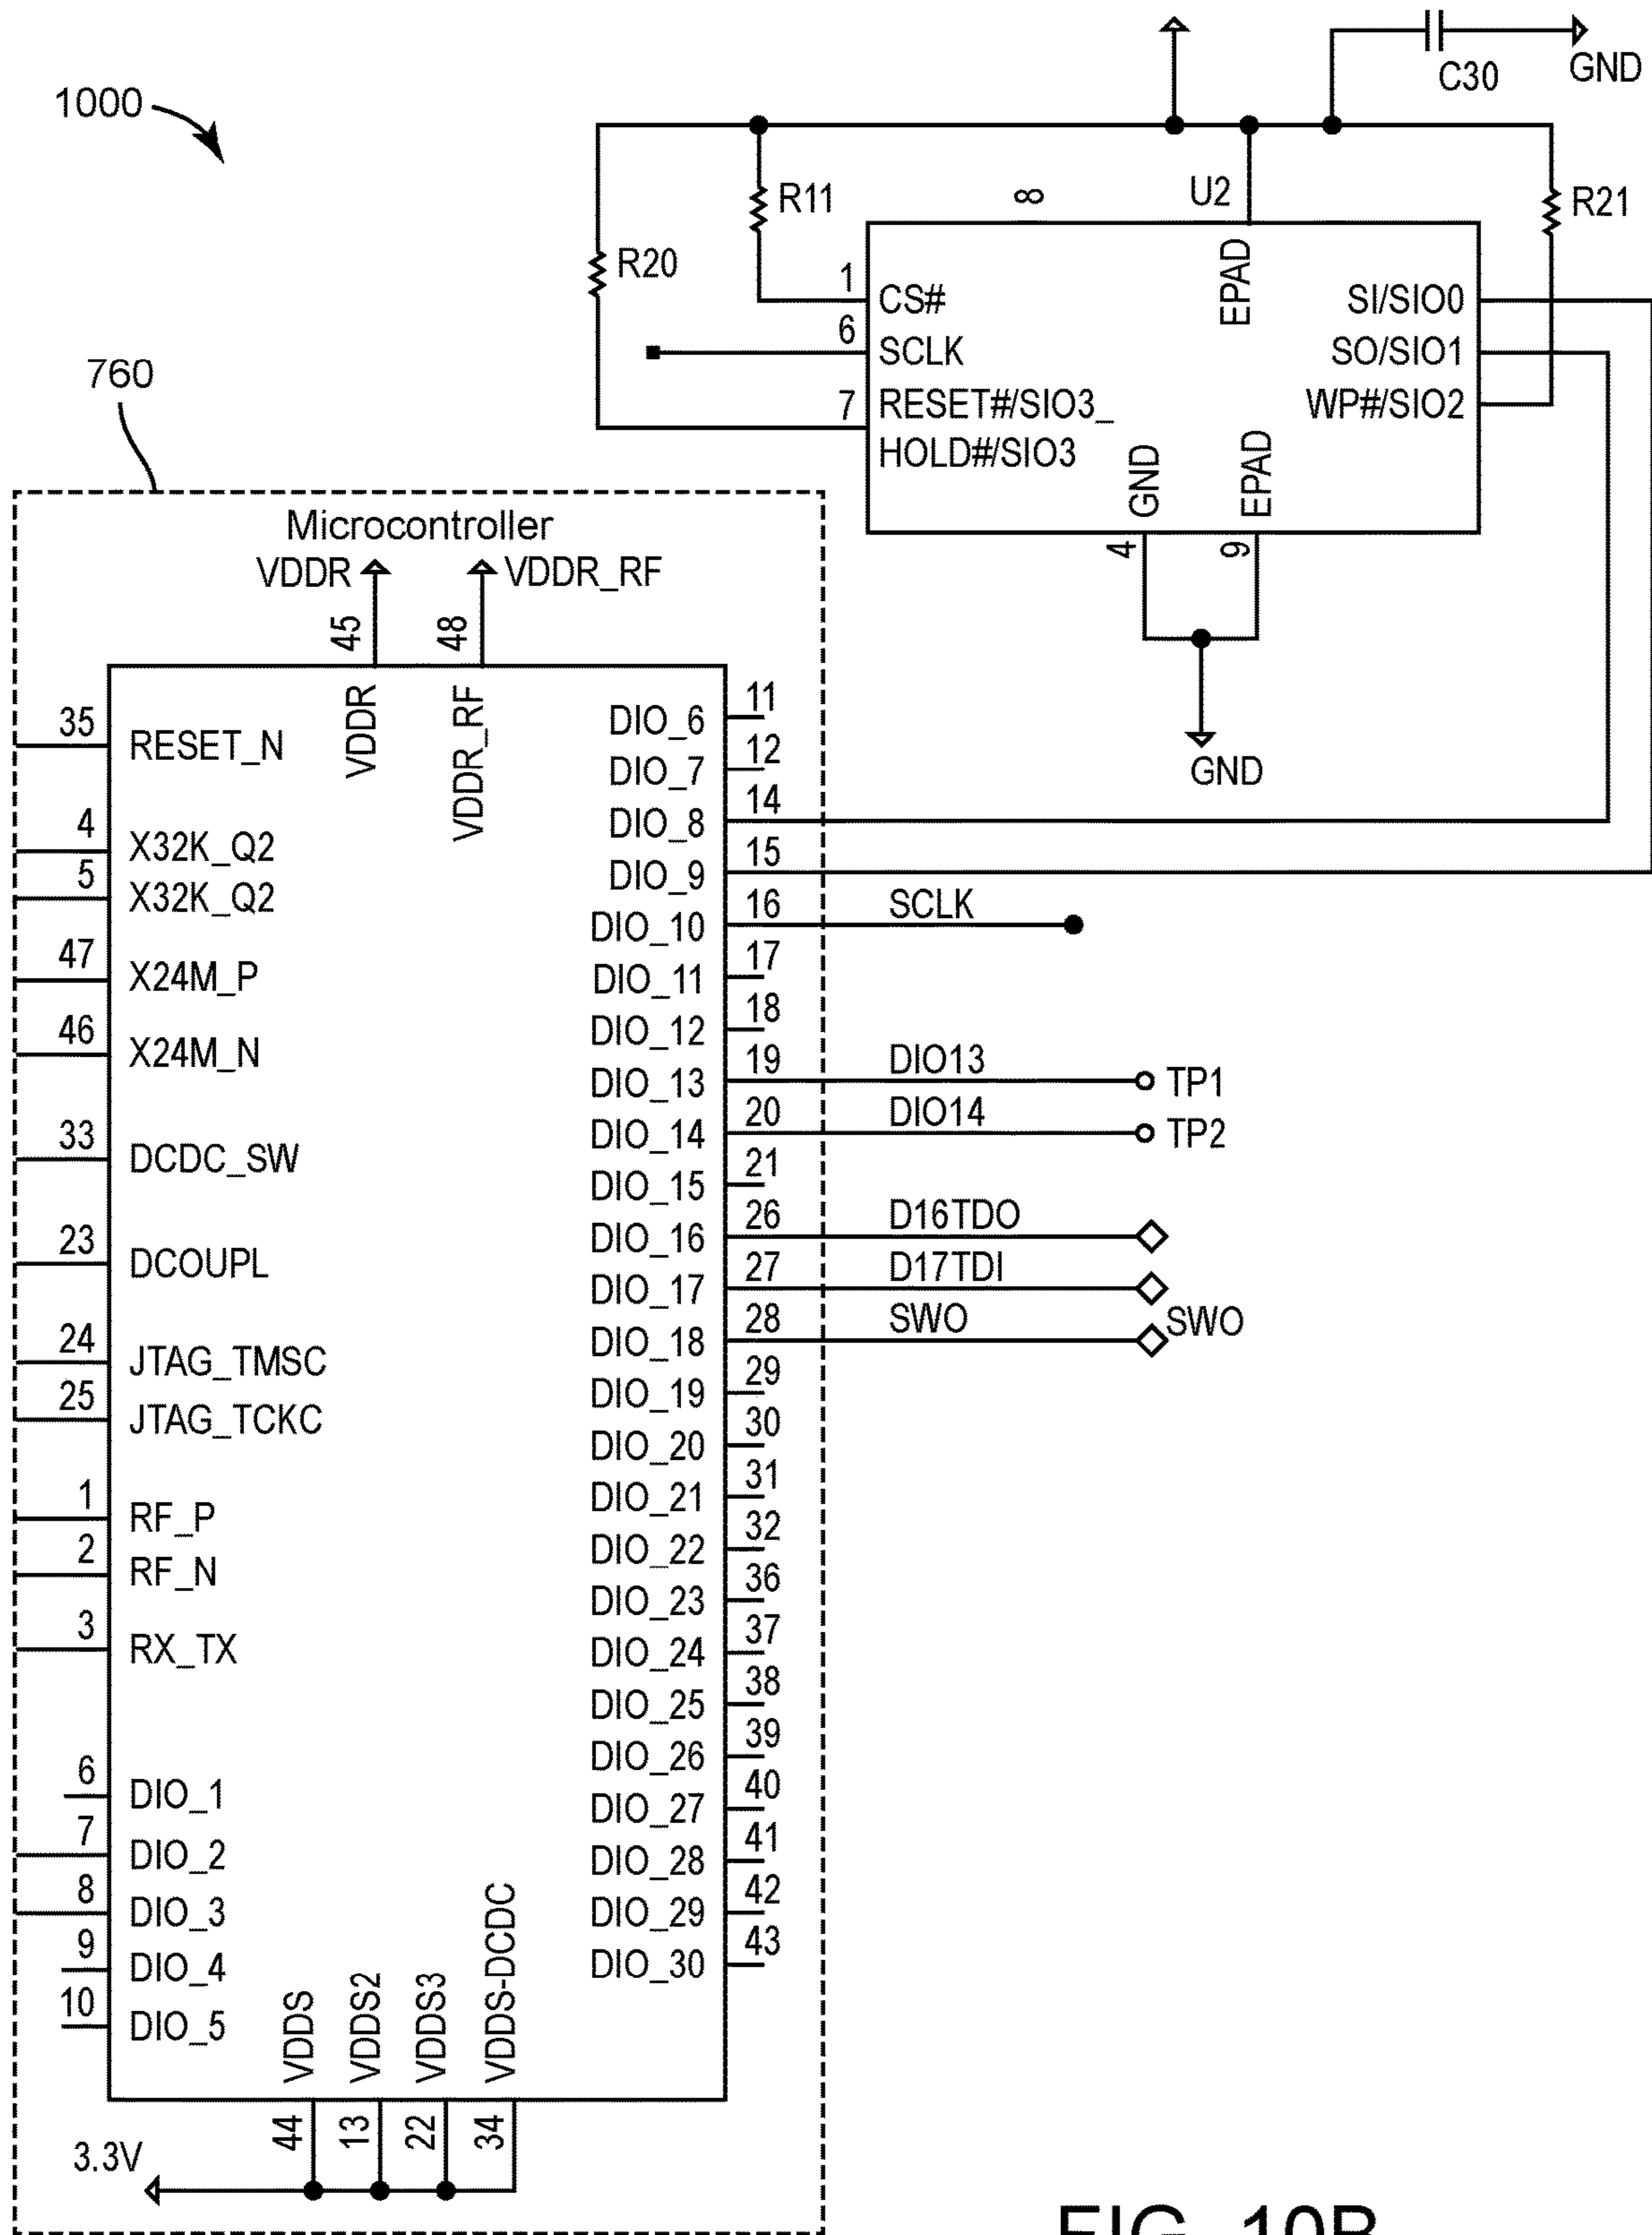 1000
C30
GND
R11
∞
U2
R21
R20
1
CS#
EPAD
SI/SIO0
6
SCLK
SO/SIO1
7
RESET#/SIO3_
HOLD#/SIO3
WP#/SIO2
GND
EPAD
4
9
GND
760
Microcontroller
VDDR
VDDR_RF
45
48
VDDR
VDDR_RF
35
RESET_N
4
X32K_Q2
5
X32K_Q2
47
X24M_P
46
X24M_N
33
DCDC_SW
23
DCOUPL
24
JTAG_TMSC
25
JTAG_TCKC
1
RF_P
2
RF_N
3
RX_TX
6
DIO_1
7
DIO_2
8
DIO_3
9
DIO_4
10
DIO_5
DIO_6 11
DIO_7 12
DIO_8 14
DIO_9 15
DIO_10 16 SCLK
DIO_11 17
DIO_12 18
DIO_13 19 DIO13 TP1
DIO_14 20 DIO14 TP2
DIO_15 21
DIO_16 26 D16TDO
DIO_17 27 D17TDI
DIO_18 28 SWO SWO
DIO_19 29
DIO_20 30
DIO_21 31
DIO_22 32
DIO_23 36
DIO_24 37
DIO_25 38
DIO_26 39
DIO_27 40
DIO_28 41
DIO_29 42
DIO_30 43
VDDS
VDDS2
VDDS3
VDDS-DCDC
44
13
22
34
3.3V
FIG. 10B